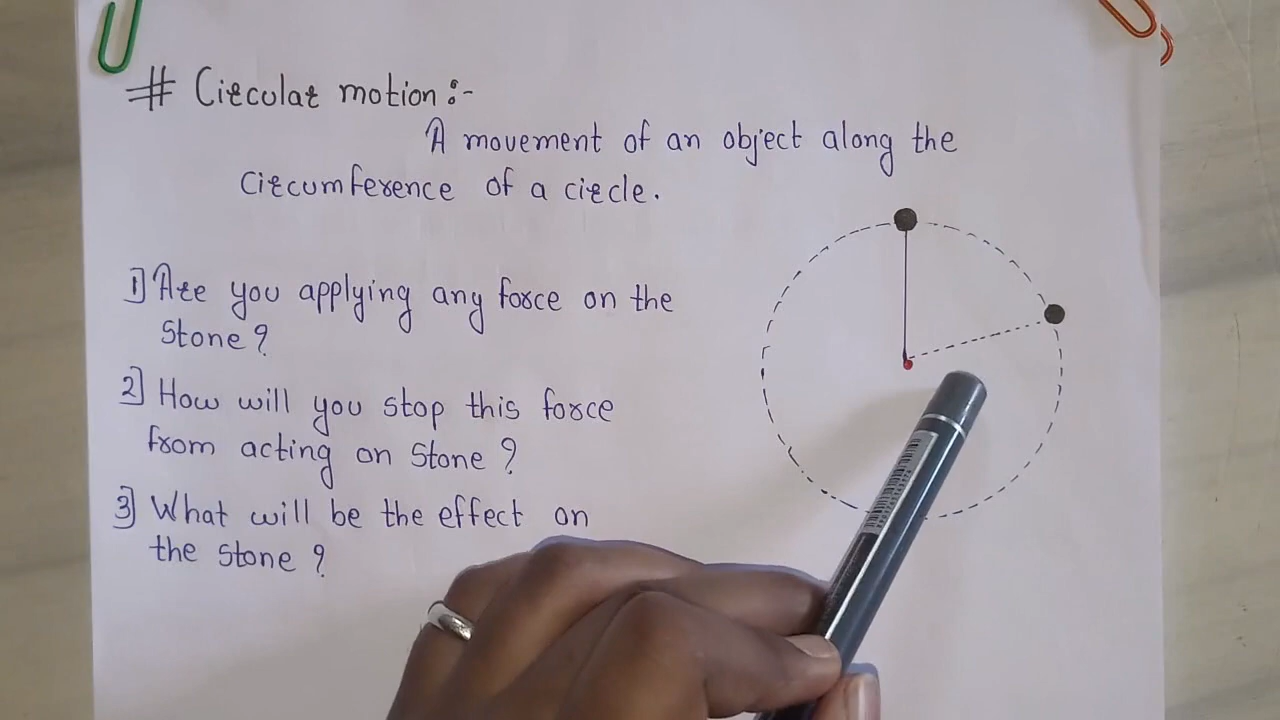 # Circular motion :-
A movement of an object along the
circumference of a circle.
1] Are you applying any force on the
Stone ?
2] How will you stop this force
from acting on Stone ?
3] What will be the effect on
the Stone ?